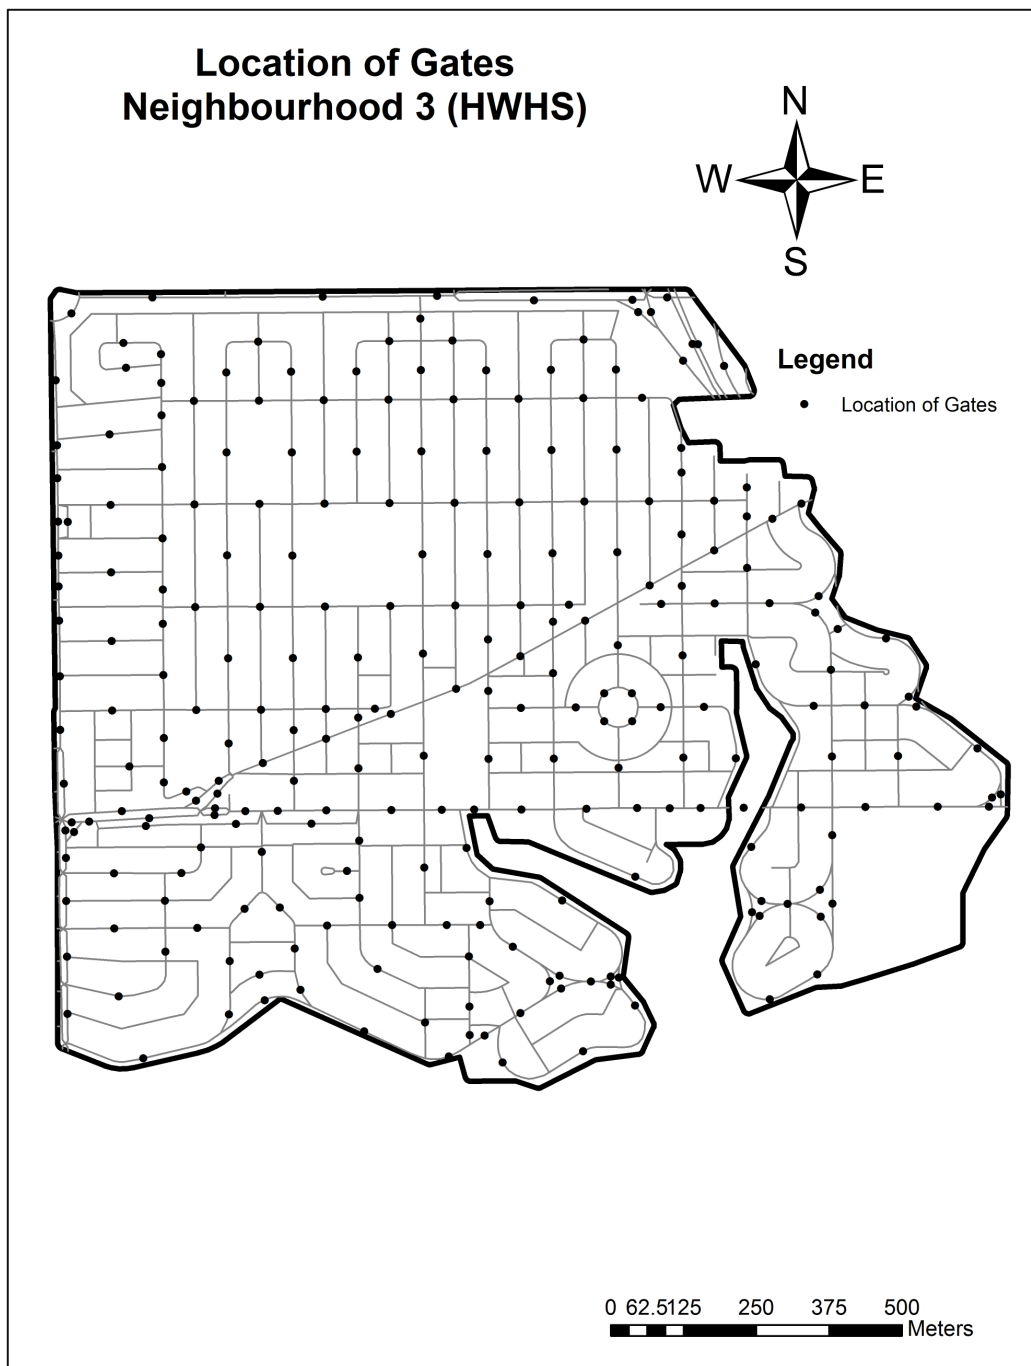 Location of Gates
Neighbourhood 3 (HWHS)
N
W E
S
Legend
Location of Gates
0 62.5125 250 375 500
Meters